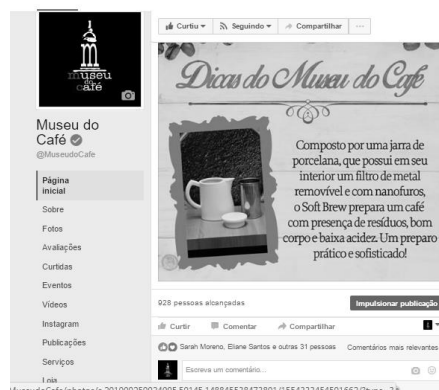 museu
do
café
Museu do
Café
@MuseudoCafe
Página
inicial
Sobre
Fotos
Avaliações
Curtidas
Eventos
Vídeos
Instagram
Publicações
Serviços
Loja
Curtiu
Seguindo
Compartilhar
Dicas do Museu do Café
Composto por uma jarra de
porcelana, que possui em seu
interior um filtro de metal
removível e com nanofuros,
o Soft Brew prepara um café
com presença de resíduos, bom
corpo e baixa acidez. Um preparo
prático e sofisticado!
928 pessoas alcançadas
Impulsionar publicação
Curtir Comentar Compartilhar
Sarah Moreno, Eliane Santos e outras 31 pessoas Comentários mais relevantes
Escreva um comentário...